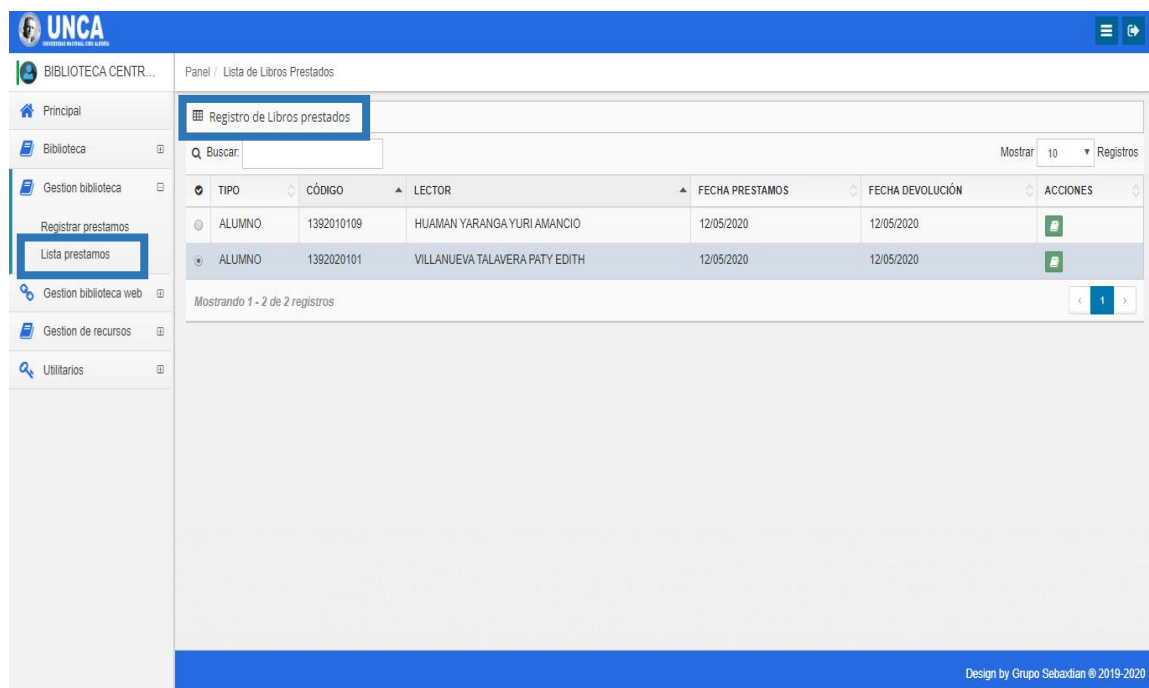 UNCA
UNIVERSIDAD NACIONAL CIRO ALEGRÍA
BIBLIOTECA CENTR...
Panel / Lista de Libros Prestados
Principal
Biblioteca
Gestion biblioteca
Registrar prestamos
Lista prestamos
Gestion biblioteca web
Gestion de recursos
Utilitarios
Registro de Libros prestados
Buscar:
Mostrar 10 Registros
TIPO CÓDIGO LECTOR FECHA PRESTAMOS FECHA DEVOLUCIÓN ACCIONES
ALUMNO 1392010109 HUAMAN YARANGA YURI AMANCIO 12/05/2020 12/05/2020
ALUMNO 1392020101 VILLANUEVA TALAVERA PATY EDITH 12/05/2020 12/05/2020
Mostrando 1 - 2 de 2 registros
‹ 1 ›
Design by Grupo Sebaxtian ® 2019-2020